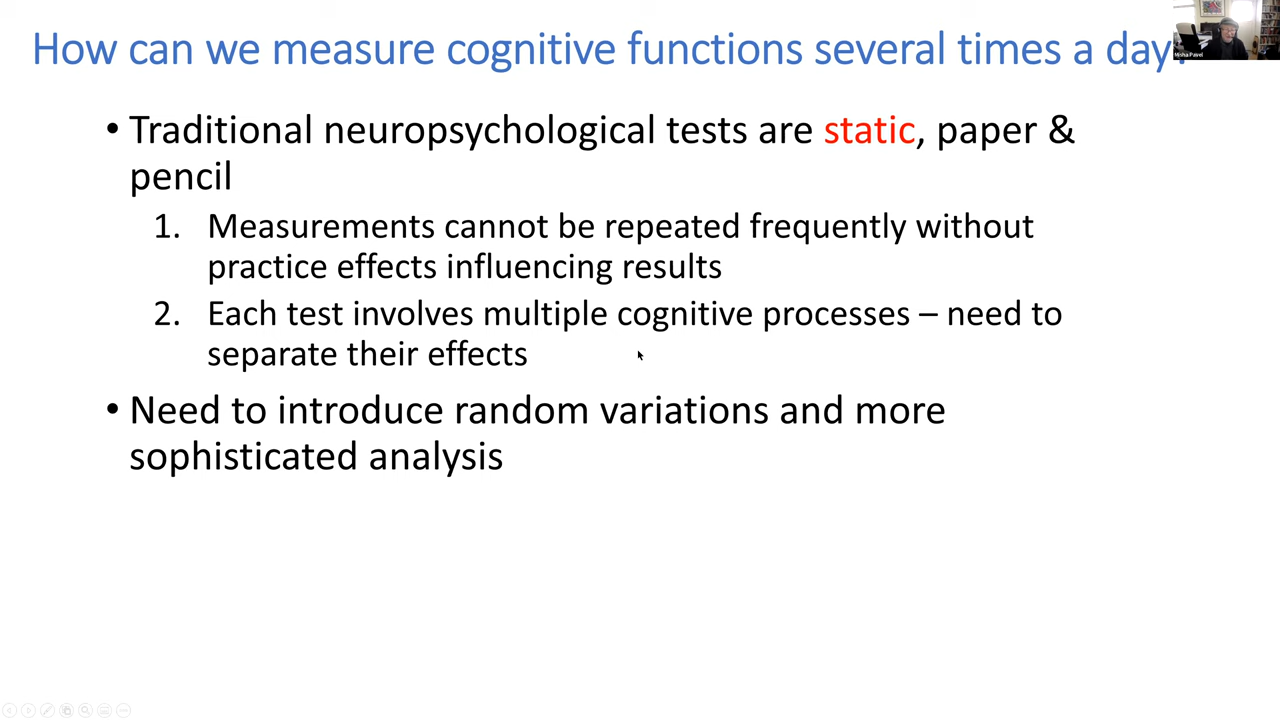 How can we measure cognitive functions several times a day?
Misha Pavel
• Traditional neuropsychological tests are static, paper &
pencil
1. Measurements cannot be repeated frequently without
practice effects influencing results
2. Each test involves multiple cognitive processes – need to
separate their effects
• Need to introduce random variations and more
sophisticated analysis